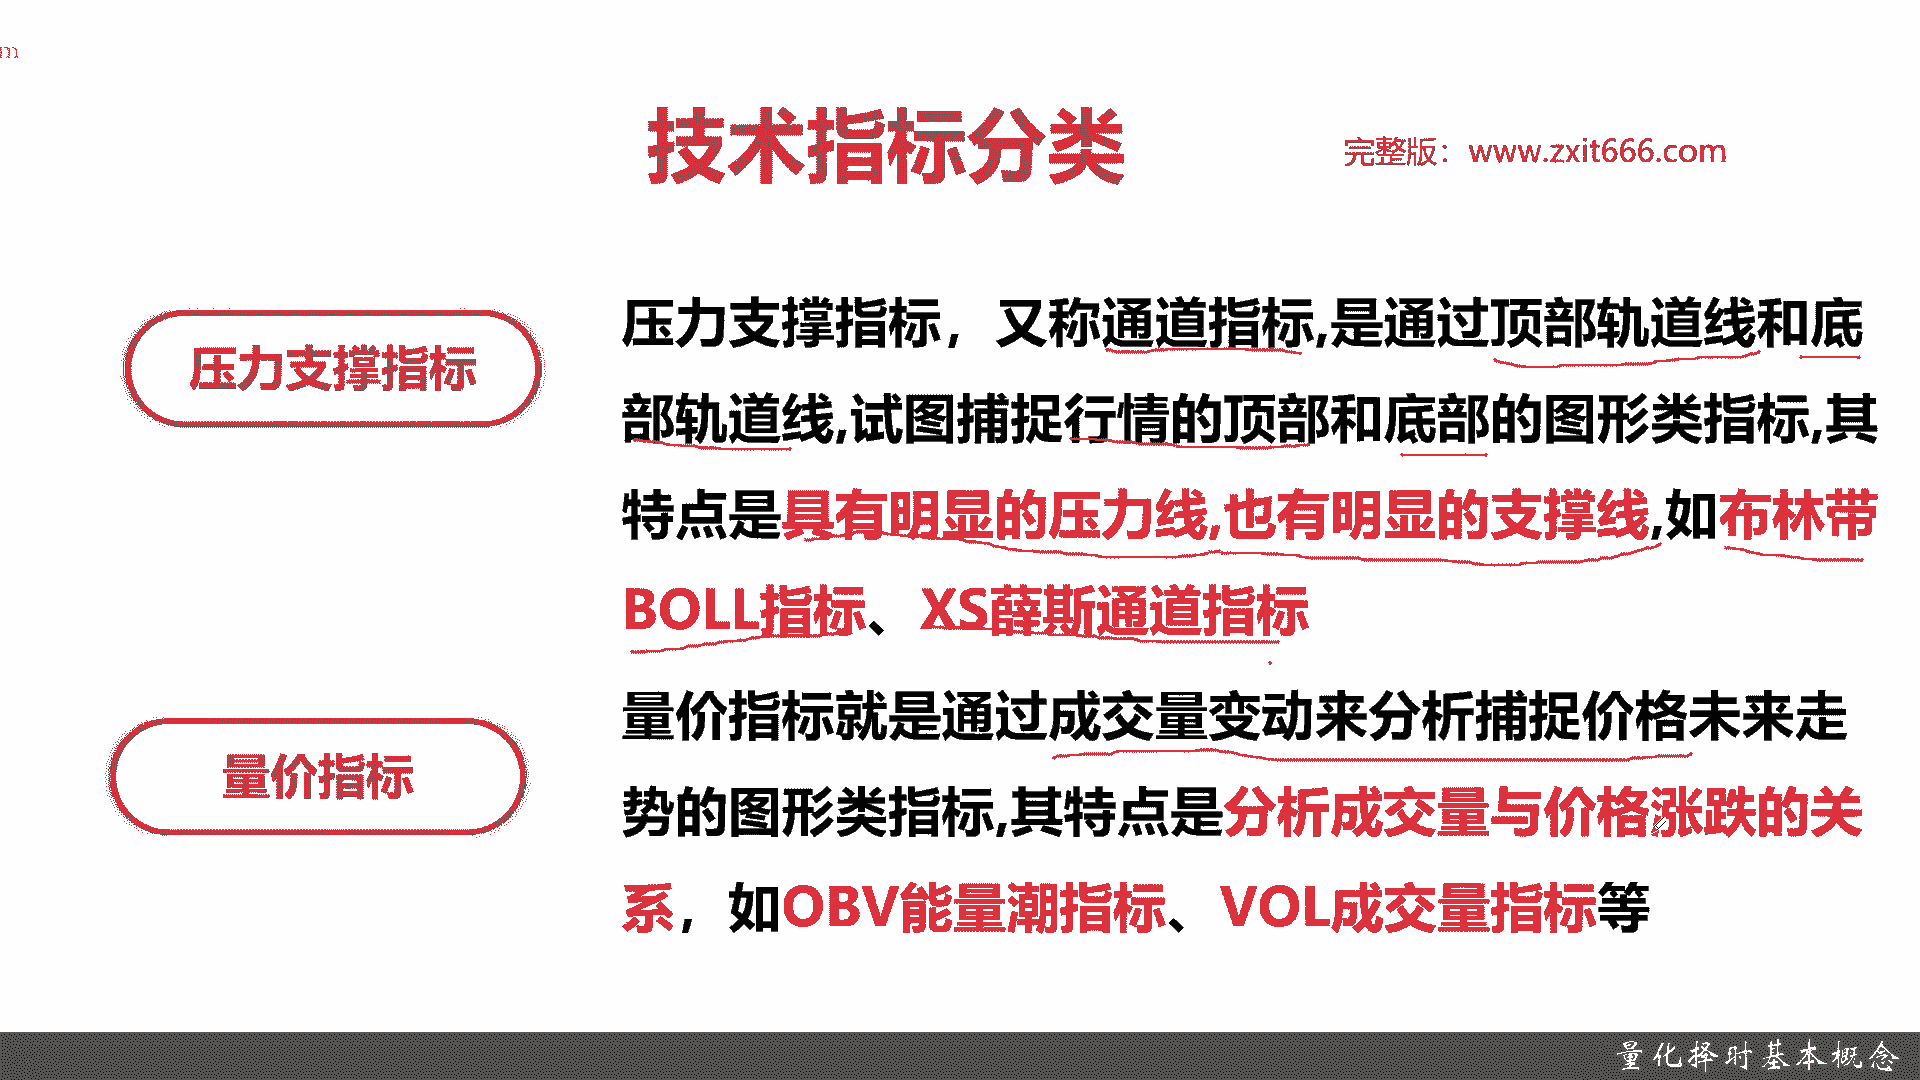 m
技术指标分类
完整版：www.zxit666.com
压力支撑指标
压力支撑指标，又称通道指标,是通过顶部轨道线和底
部轨道线,试图捕捉行情的顶部和底部的图形类指标,其
特点是具有明显的压力线,也有明显的支撑线,如布林带
BOLL指标、XS薛斯通道指标
量价指标
量价指标就是通过成交量变动来分析捕捉价格未来走
势的图形类指标,其特点是分析成交量与价格涨跌的关
系，如OBV能量潮指标、VOL成交量指标等
量化择时基本概念